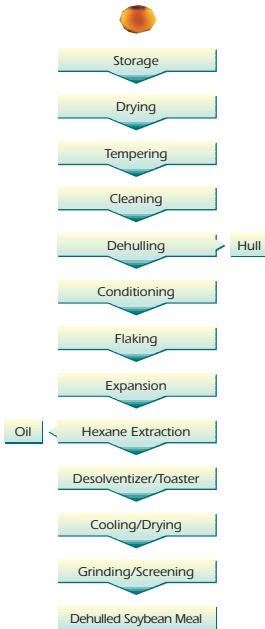 Storage
Drying
Tempering
Cleaning
Dehulling
Hull
Conditioning
Flaking
Expansion
Oil
Hexane Extraction
Desolventizer/Toaster
Cooling/Drying
Grinding/Screening
Dehulled Soybean Meal